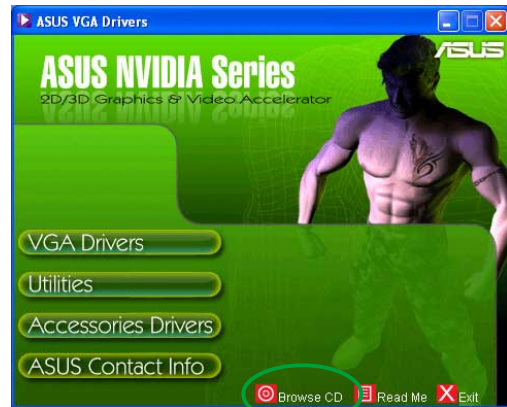 ASUS VGA Drivers
ASUS
ASUS NVIDIA Series
2D/3D Graphics & Video Accelerator
VGA Drivers
Utilities
Accessories Drivers
ASUS Contact Info
Browse CD
Read Me
Exit